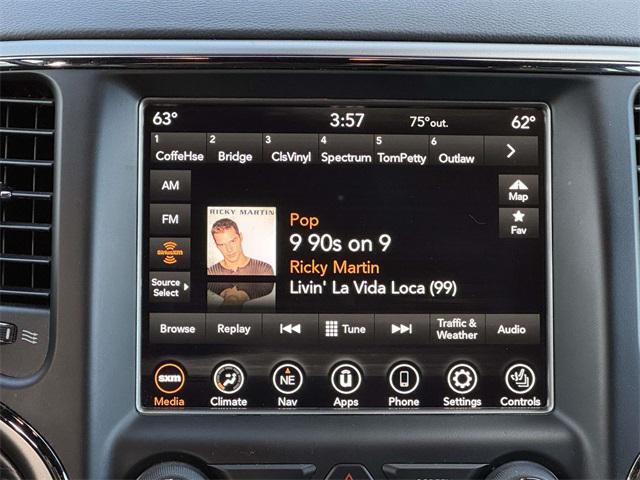 63° 3:57 75°out. 62°
1 2 3 4 5 6
CoffeHse Bridge ClsVinyl Spectrum TomPetty Outlaw
AM
Map
FM
RICKY MARTIN
Pop
Fav
9 90s on 9
SiriusXM
Ricky Martin
Source
Select
Livin' La Vida Loca (99)
Browse Replay Tune Traffic &
Weather Audio
sxm NE U
Media Climate Nav Apps Phone Settings Controls